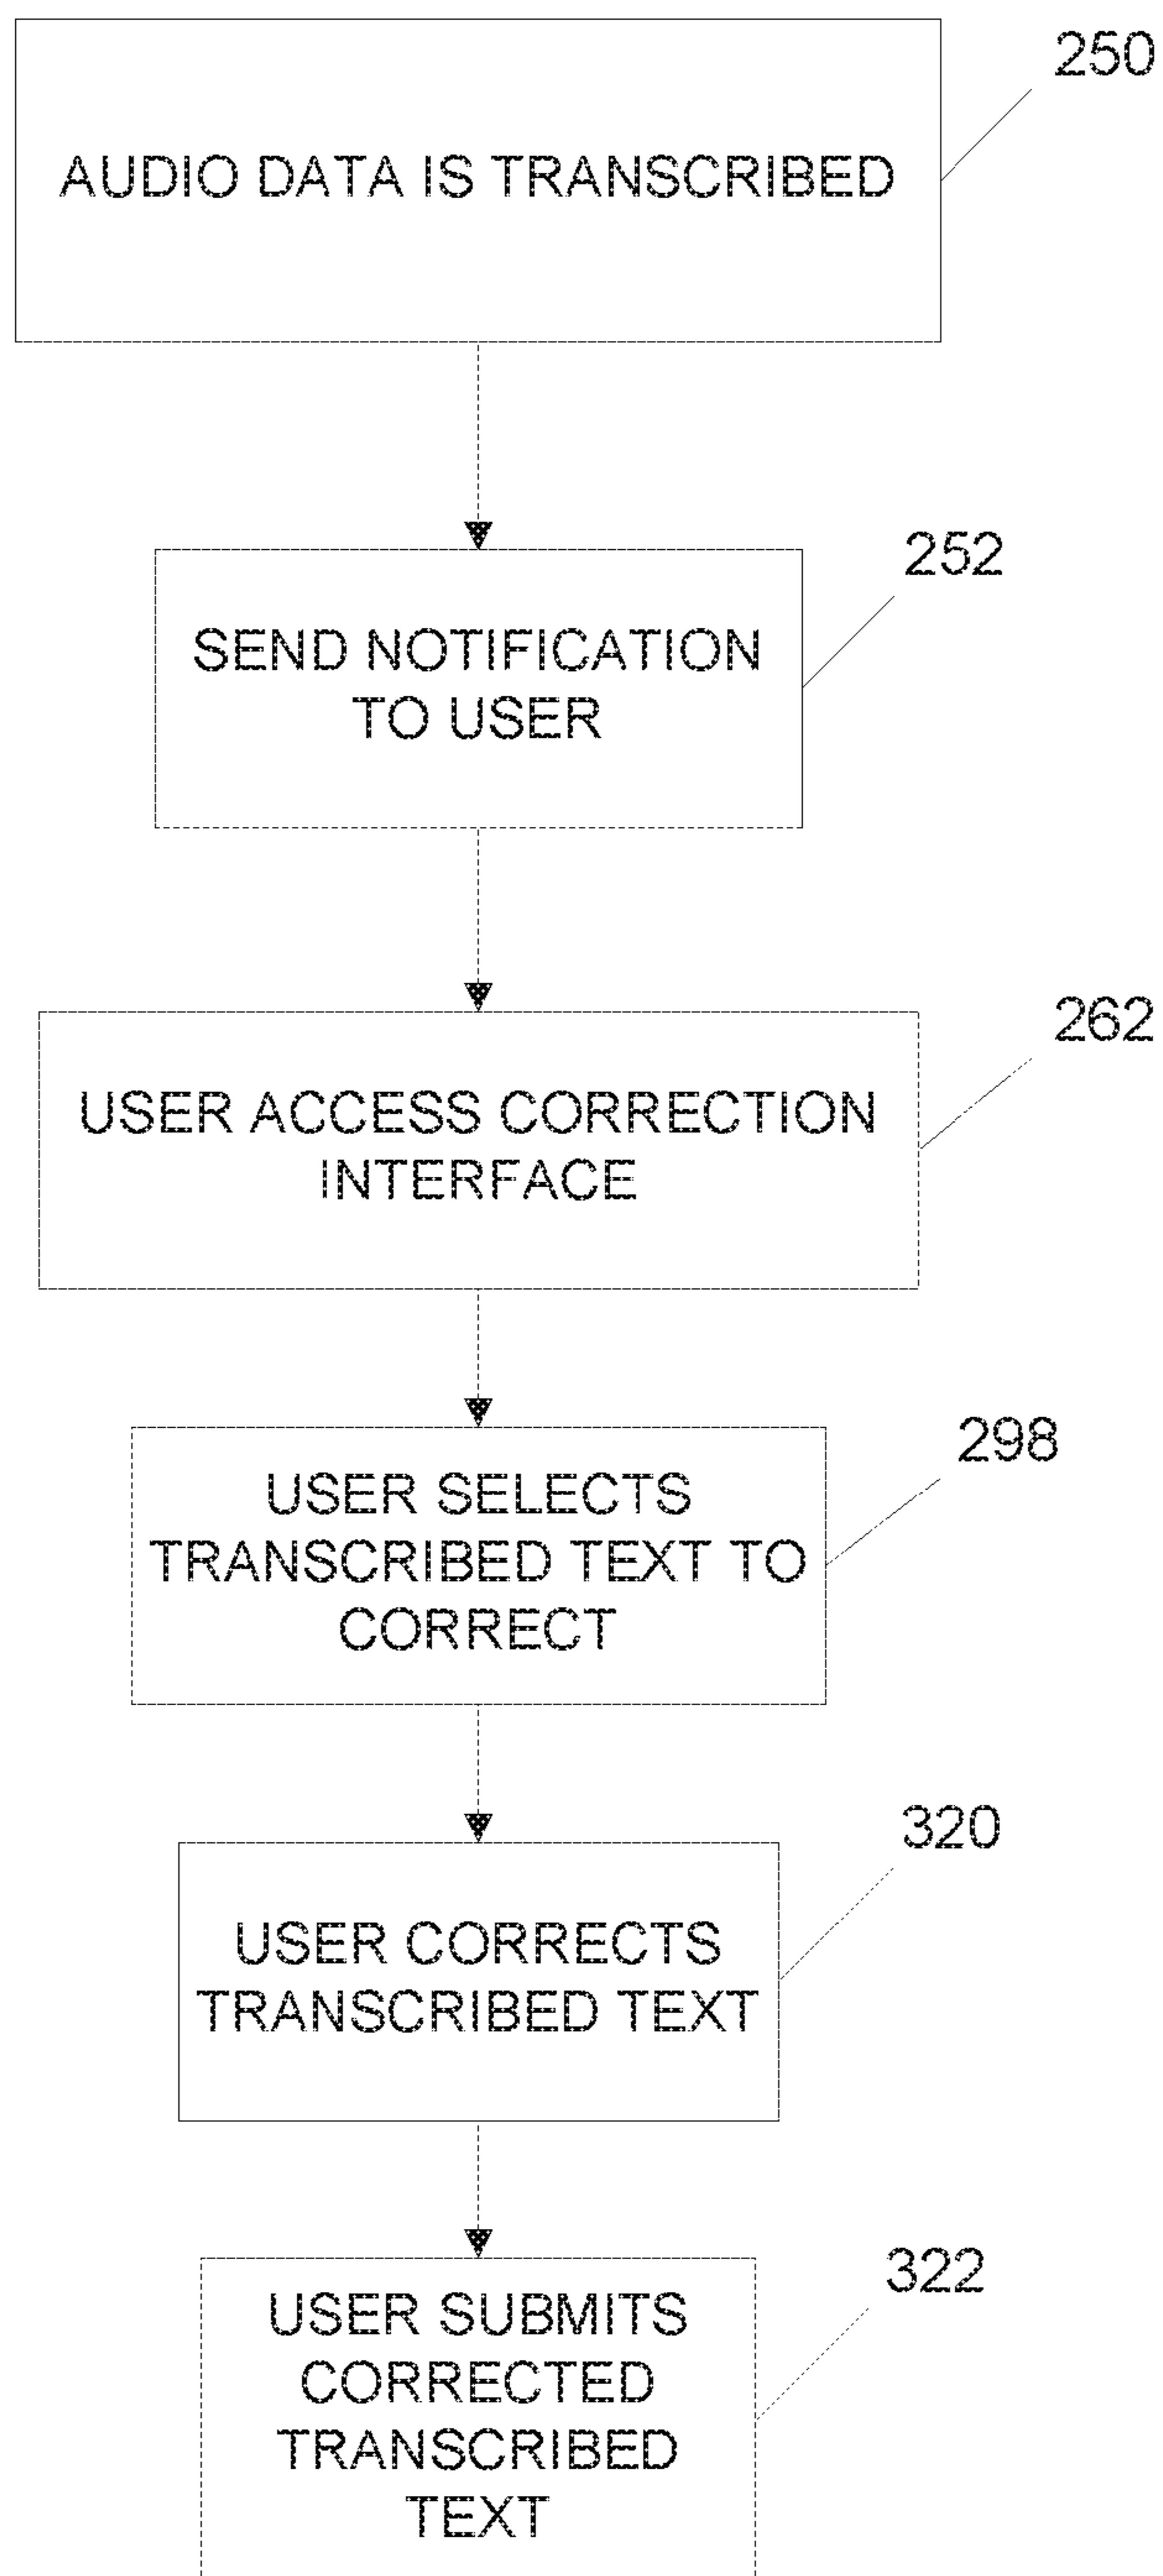 250
AUDIO DATA IS TRANSCRIBED
252
SEND NOTIFICATION
TO USER
262
USER ACCESS CORRECTION
INTERFACE
298
USER SELECTS
TRANSCRIBED TEXT TO
CORRECT
320
USER CORRECTS
TRANSCRIBED TEXT
322
USER SUBMITS
CORRECTED
TRANSCRIBED
TEXT